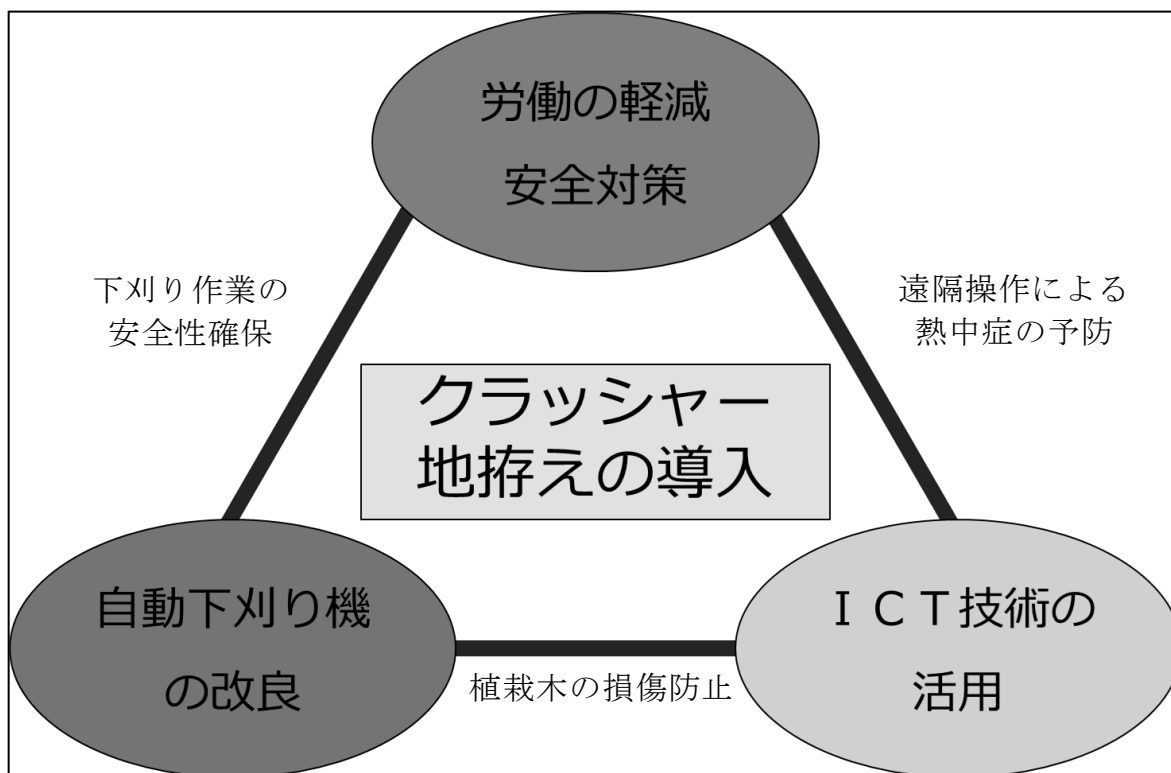 労働の軽減
安全対策
下刈り作業の
安全性確保
遠隔操作による
熱中症の予防
クラッシャー
地拵えの導入
自動下刈り機
の改良
植栽木の損傷防止
ＩＣＴ技術の
活用